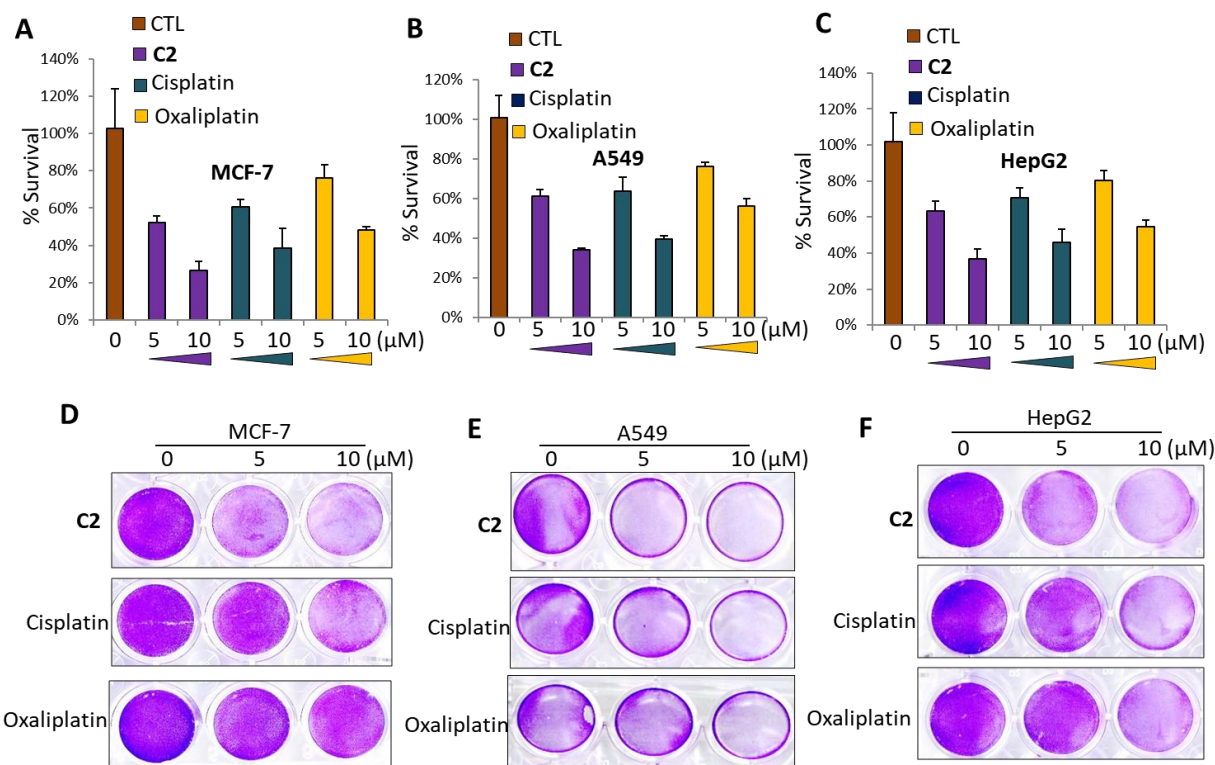 A
CTL
C2
Cisplatin
Oxaliplatin
% Survival
140%
120%
100%
80%
60%
40%
20%
0%
MCF-7
0 5 10 5 10 5 10 (μM)
B
CTL
C2
Cisplatin
Oxaliplatin
% Survival
120%
100%
80%
60%
40%
20%
0%
A549
0 5 10 5 10 5 10 (μM)
C
CTL
C2
Cisplatin
Oxaliplatin
% Survival
140%
120%
100%
80%
60%
40%
20%
0%
HepG2
0 5 10 5 10 5 10 (μM)
D
MCF-7
0 5 10 (μM)
C2
Cisplatin
Oxaliplatin
E
A549
0 5 10 (μM)
C2
Cisplatin
Oxaliplatin
F
HepG2
0 5 10 (μM)
C2
Cisplatin
Oxaliplatin